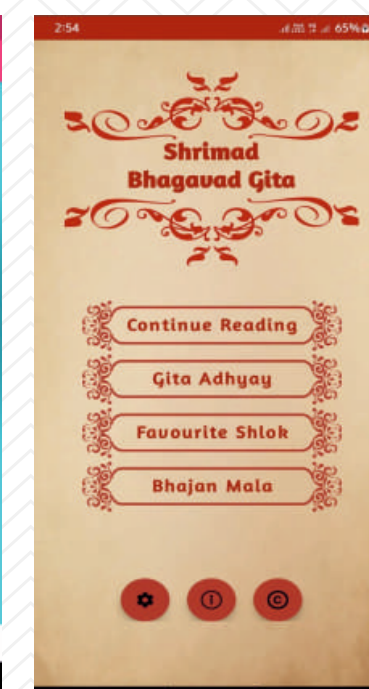 2:54
65%
Shrimad
Bhagavad Gita
Continue Reading
Gita Adhyay
Favourite Shlok
Bhajan Mala